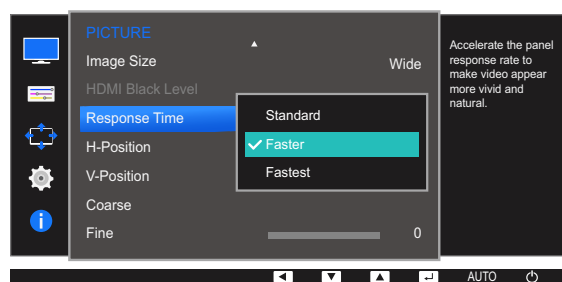 PICTURE
Image Size
Wide
HDMI Black Level
Response Time
Standard
Faster
Fastest
H-Position
V-Position
Coarse
Fine
0
Accelerate the panel
response rate to
make video appear
more vivid and
natural.
AUTO